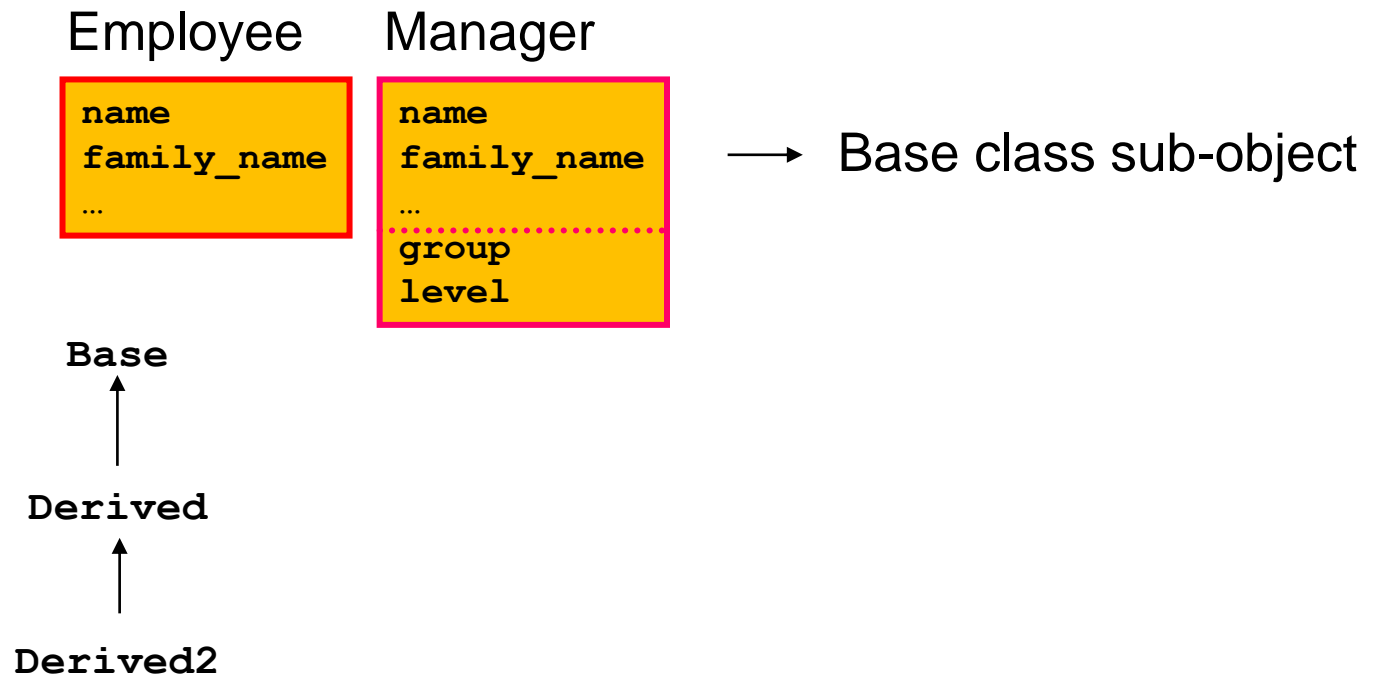 Employee
Manager
name
family_name
…
name
family_name
…
group
level
Base class sub-object
Base
Derived
Derived2